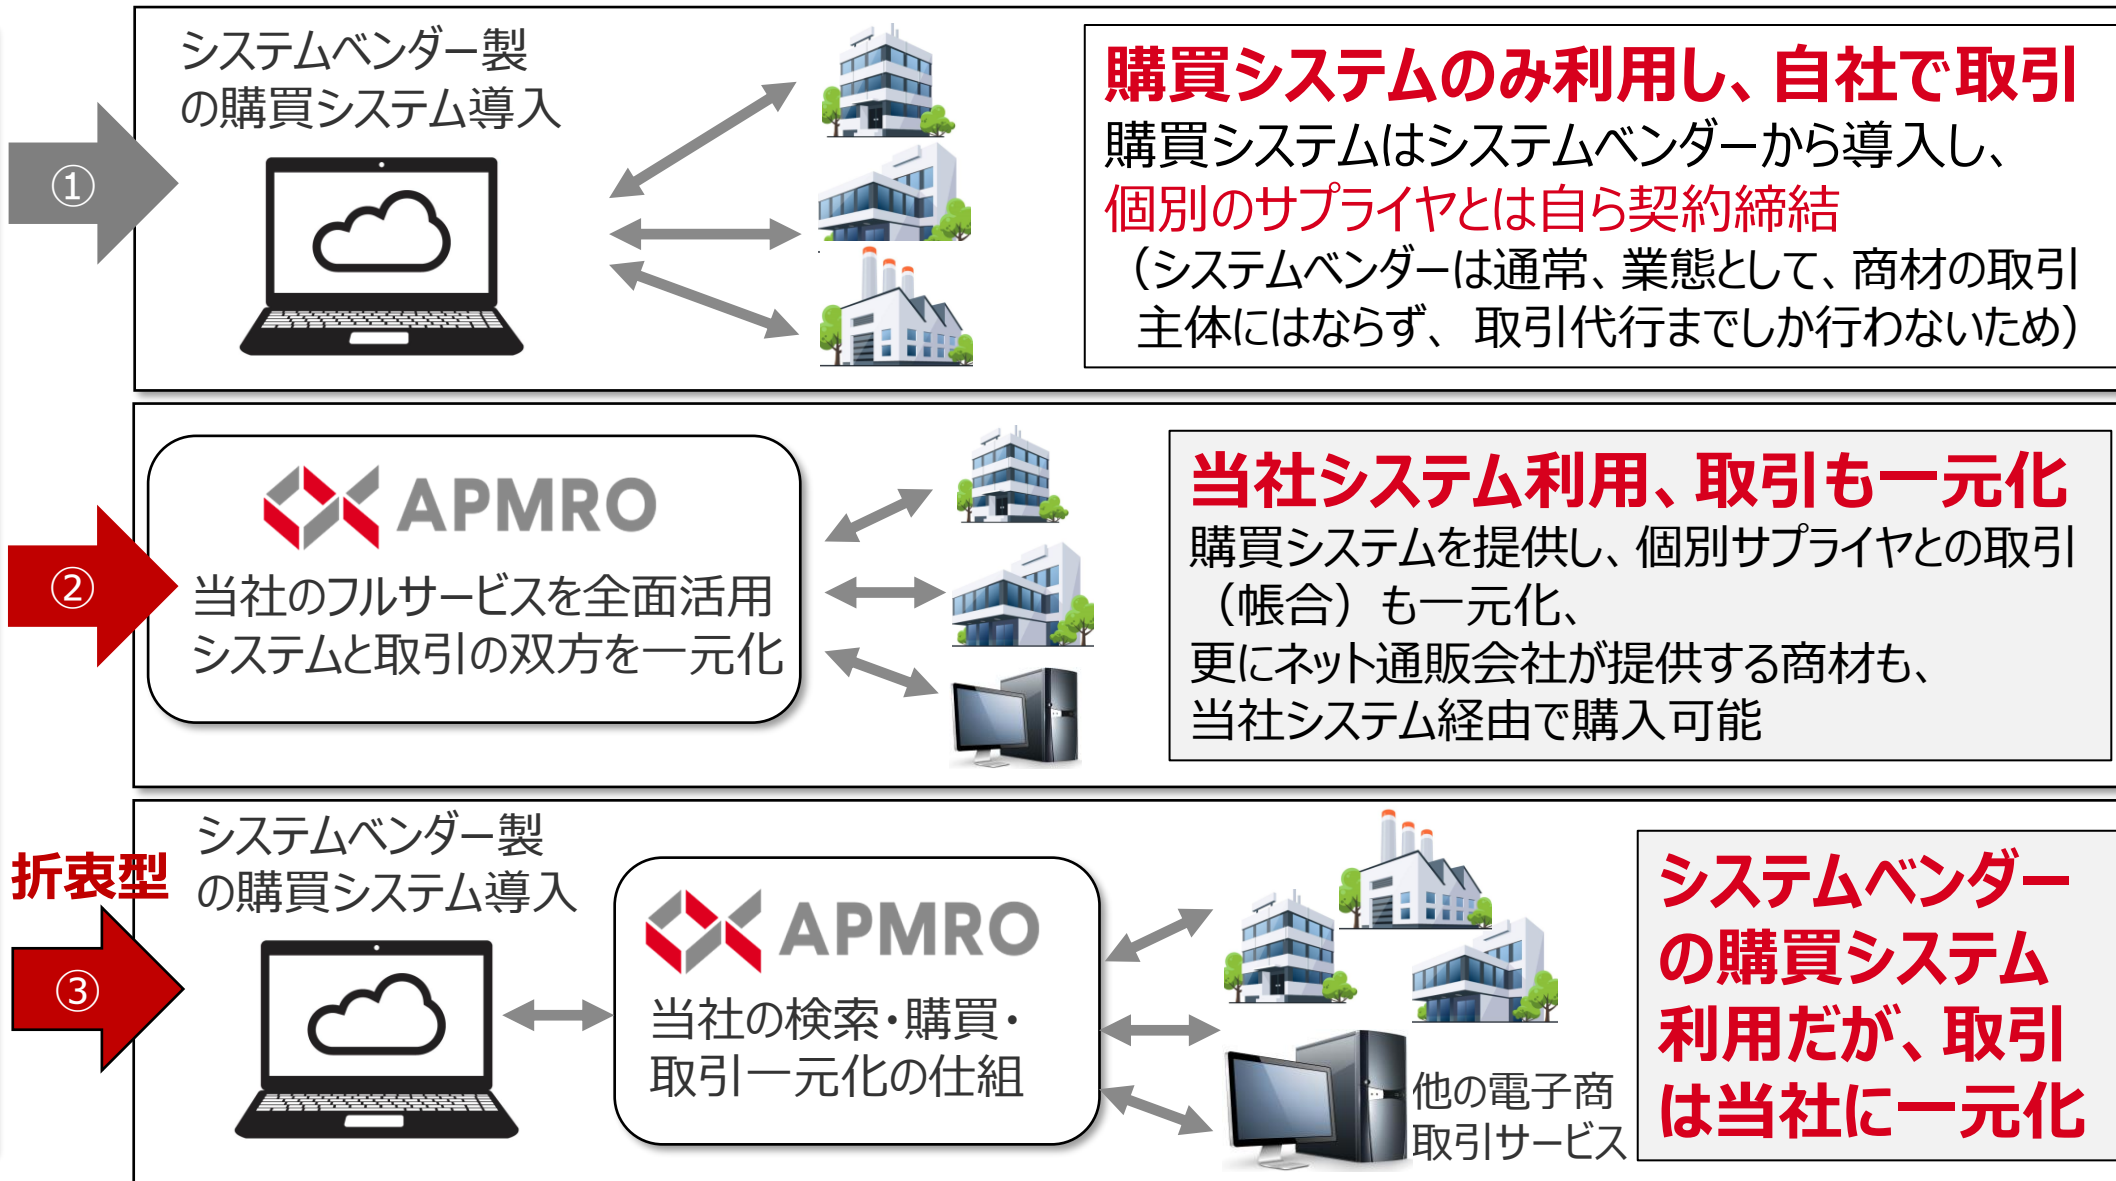 ①
システムベンダー製
の購買システム導入
購買システムのみ利用し、自社で取引
購買システムはシステムベンダーから導入し、
個別のサプライヤとは自ら契約締結
（システムベンダーは通常、業態として、商材の取引
主体にはならず、取引代行までしか行わないため）
②
APMRO
当社のフルサービスを全面活用
システムと取引の双方を一元化
当社システム利用、取引も一元化
購買システムを提供し、個別サプライヤとの取引
（帳合）も一元化、
更にネット通販会社が提供する商材も、
当社システム経由で購入可能
折衷型
③
システムベンダー製
の購買システム導入
APMRO
当社の検索・購買・
取引一元化の仕組
他の電子商
取引サービス
システムベンダー
の購買システム
利用だが、取引
は当社に一元化